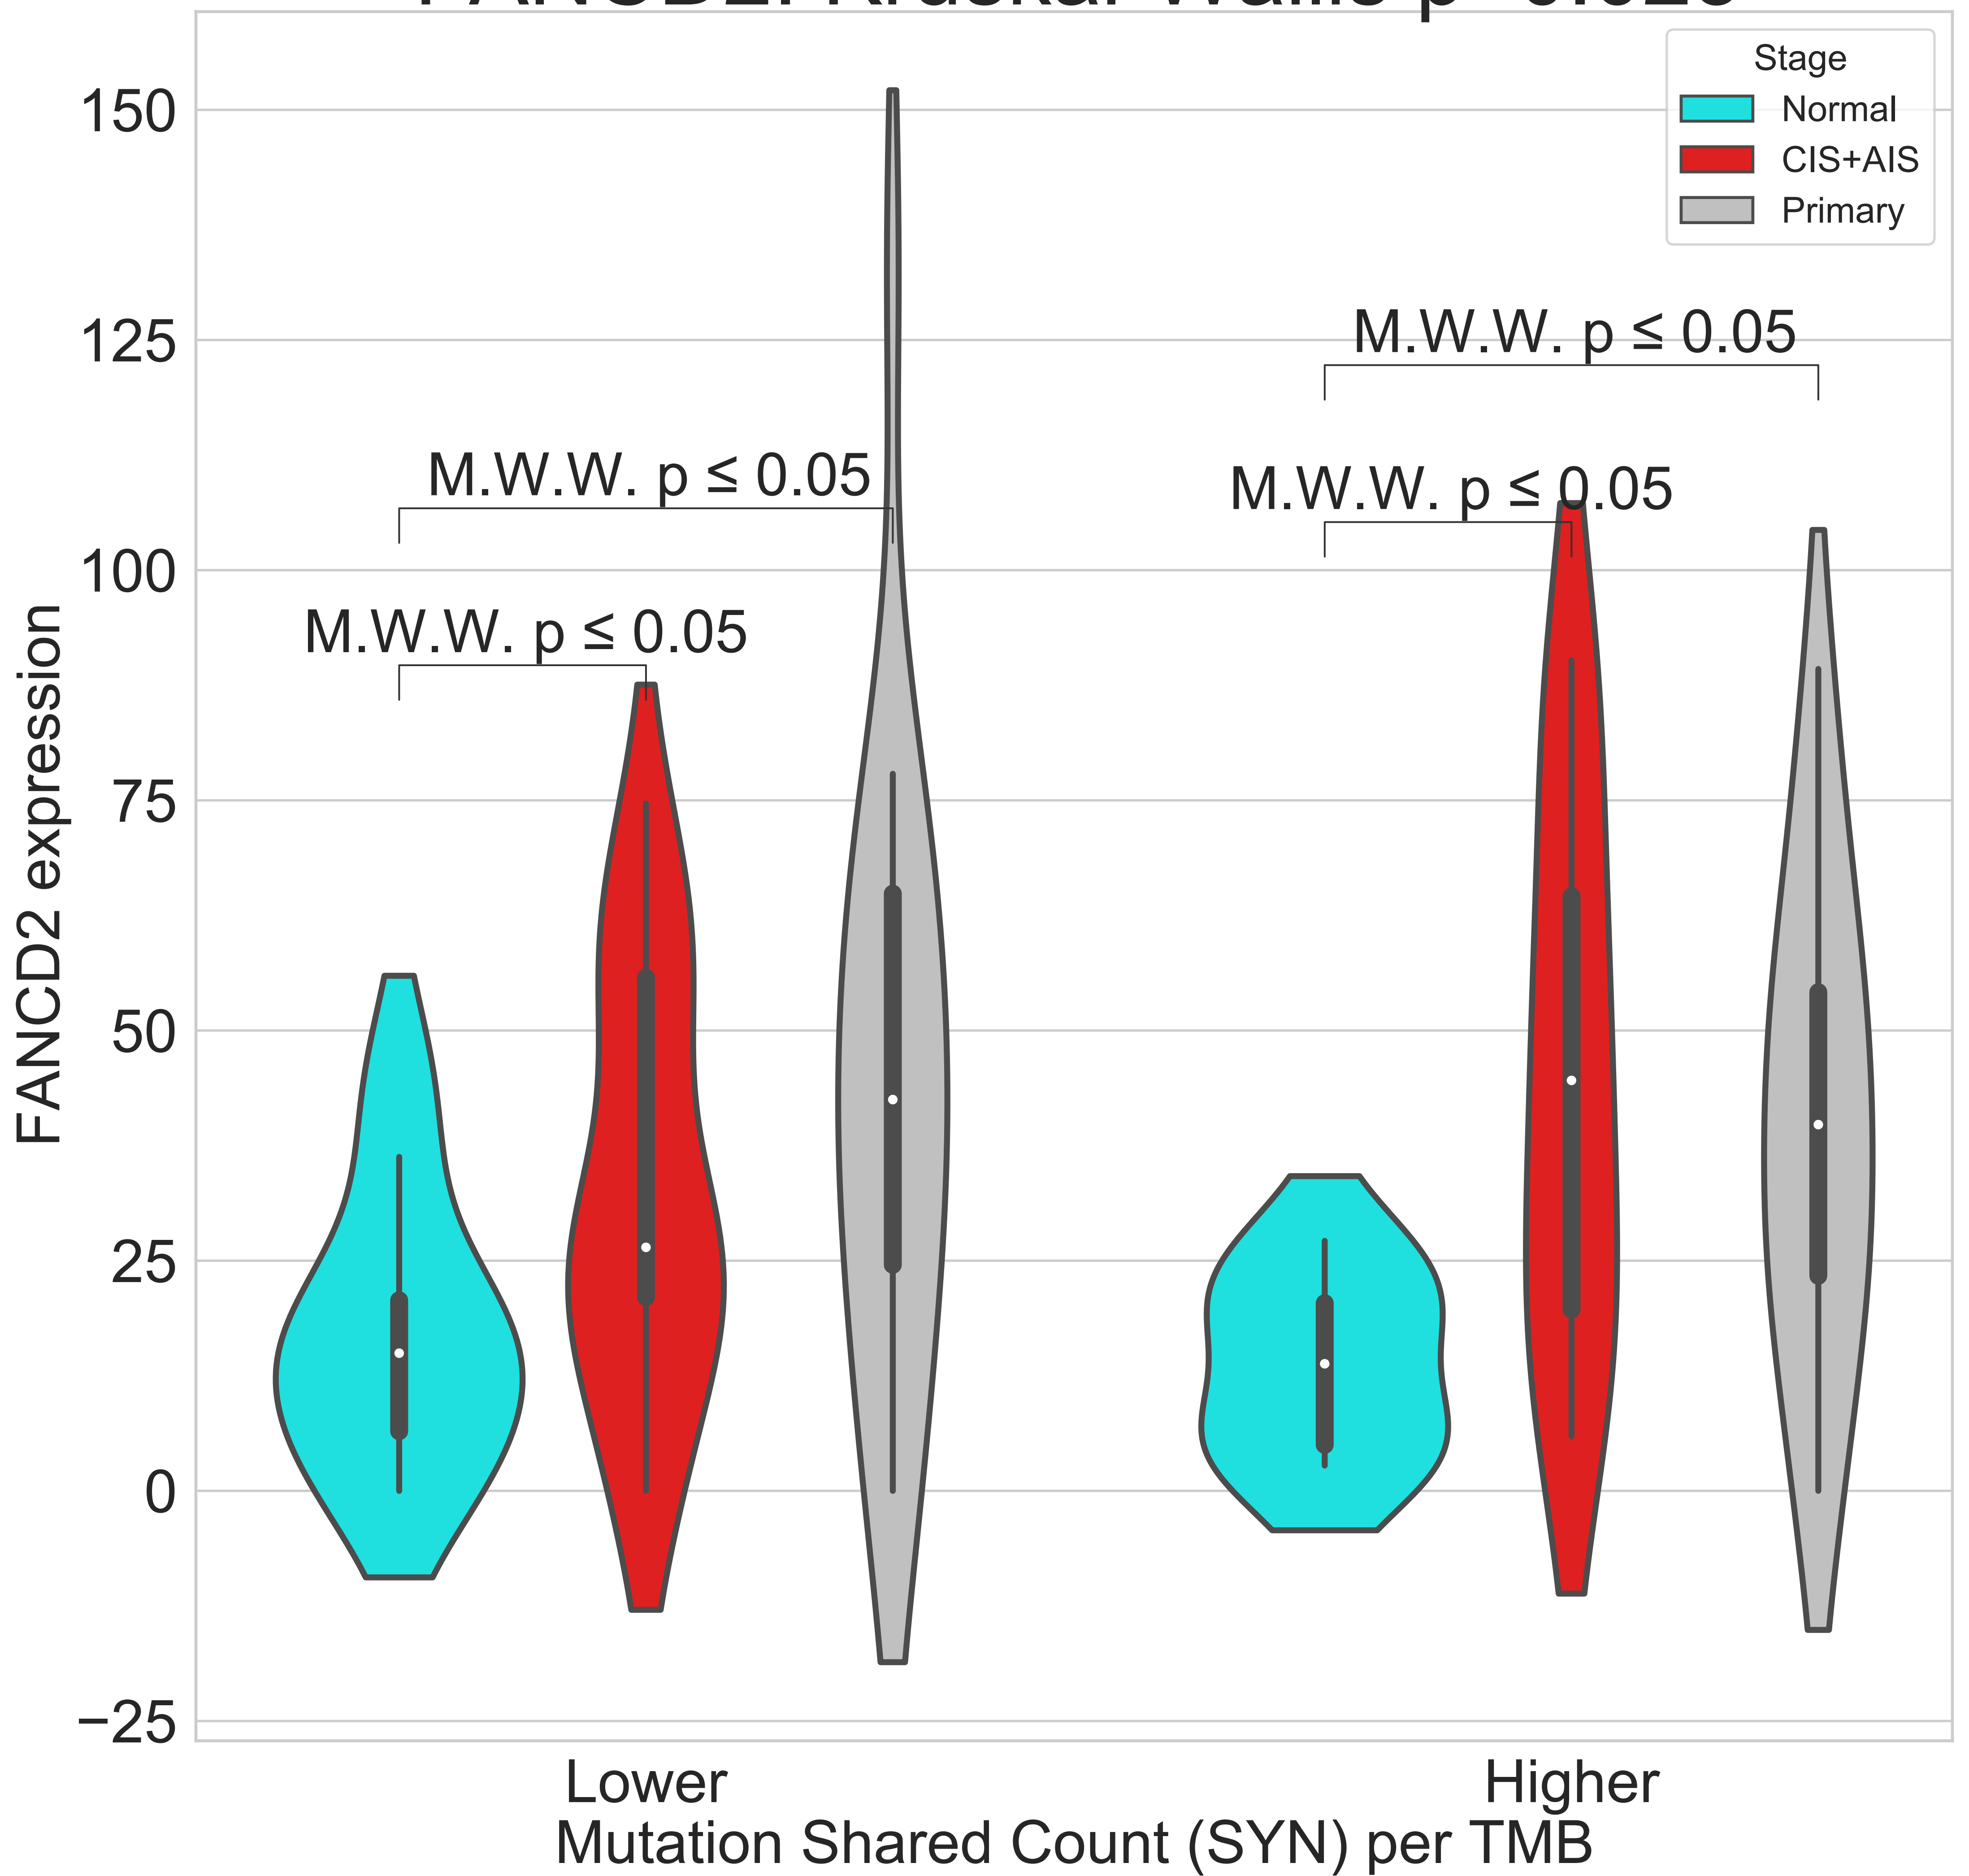 Stage
Normal
CIS+AIS
Primary
150
125
100
75
50
25
0
−25
FANCD2 expression
M.W.W. p ≤ 0.05
M.W.W. p ≤ 0.05
M.W.W. p ≤ 0.05
M.W.W. p ≤ 0.05
Lower
Higher
Mutation Shared Count (SYN) per TMB